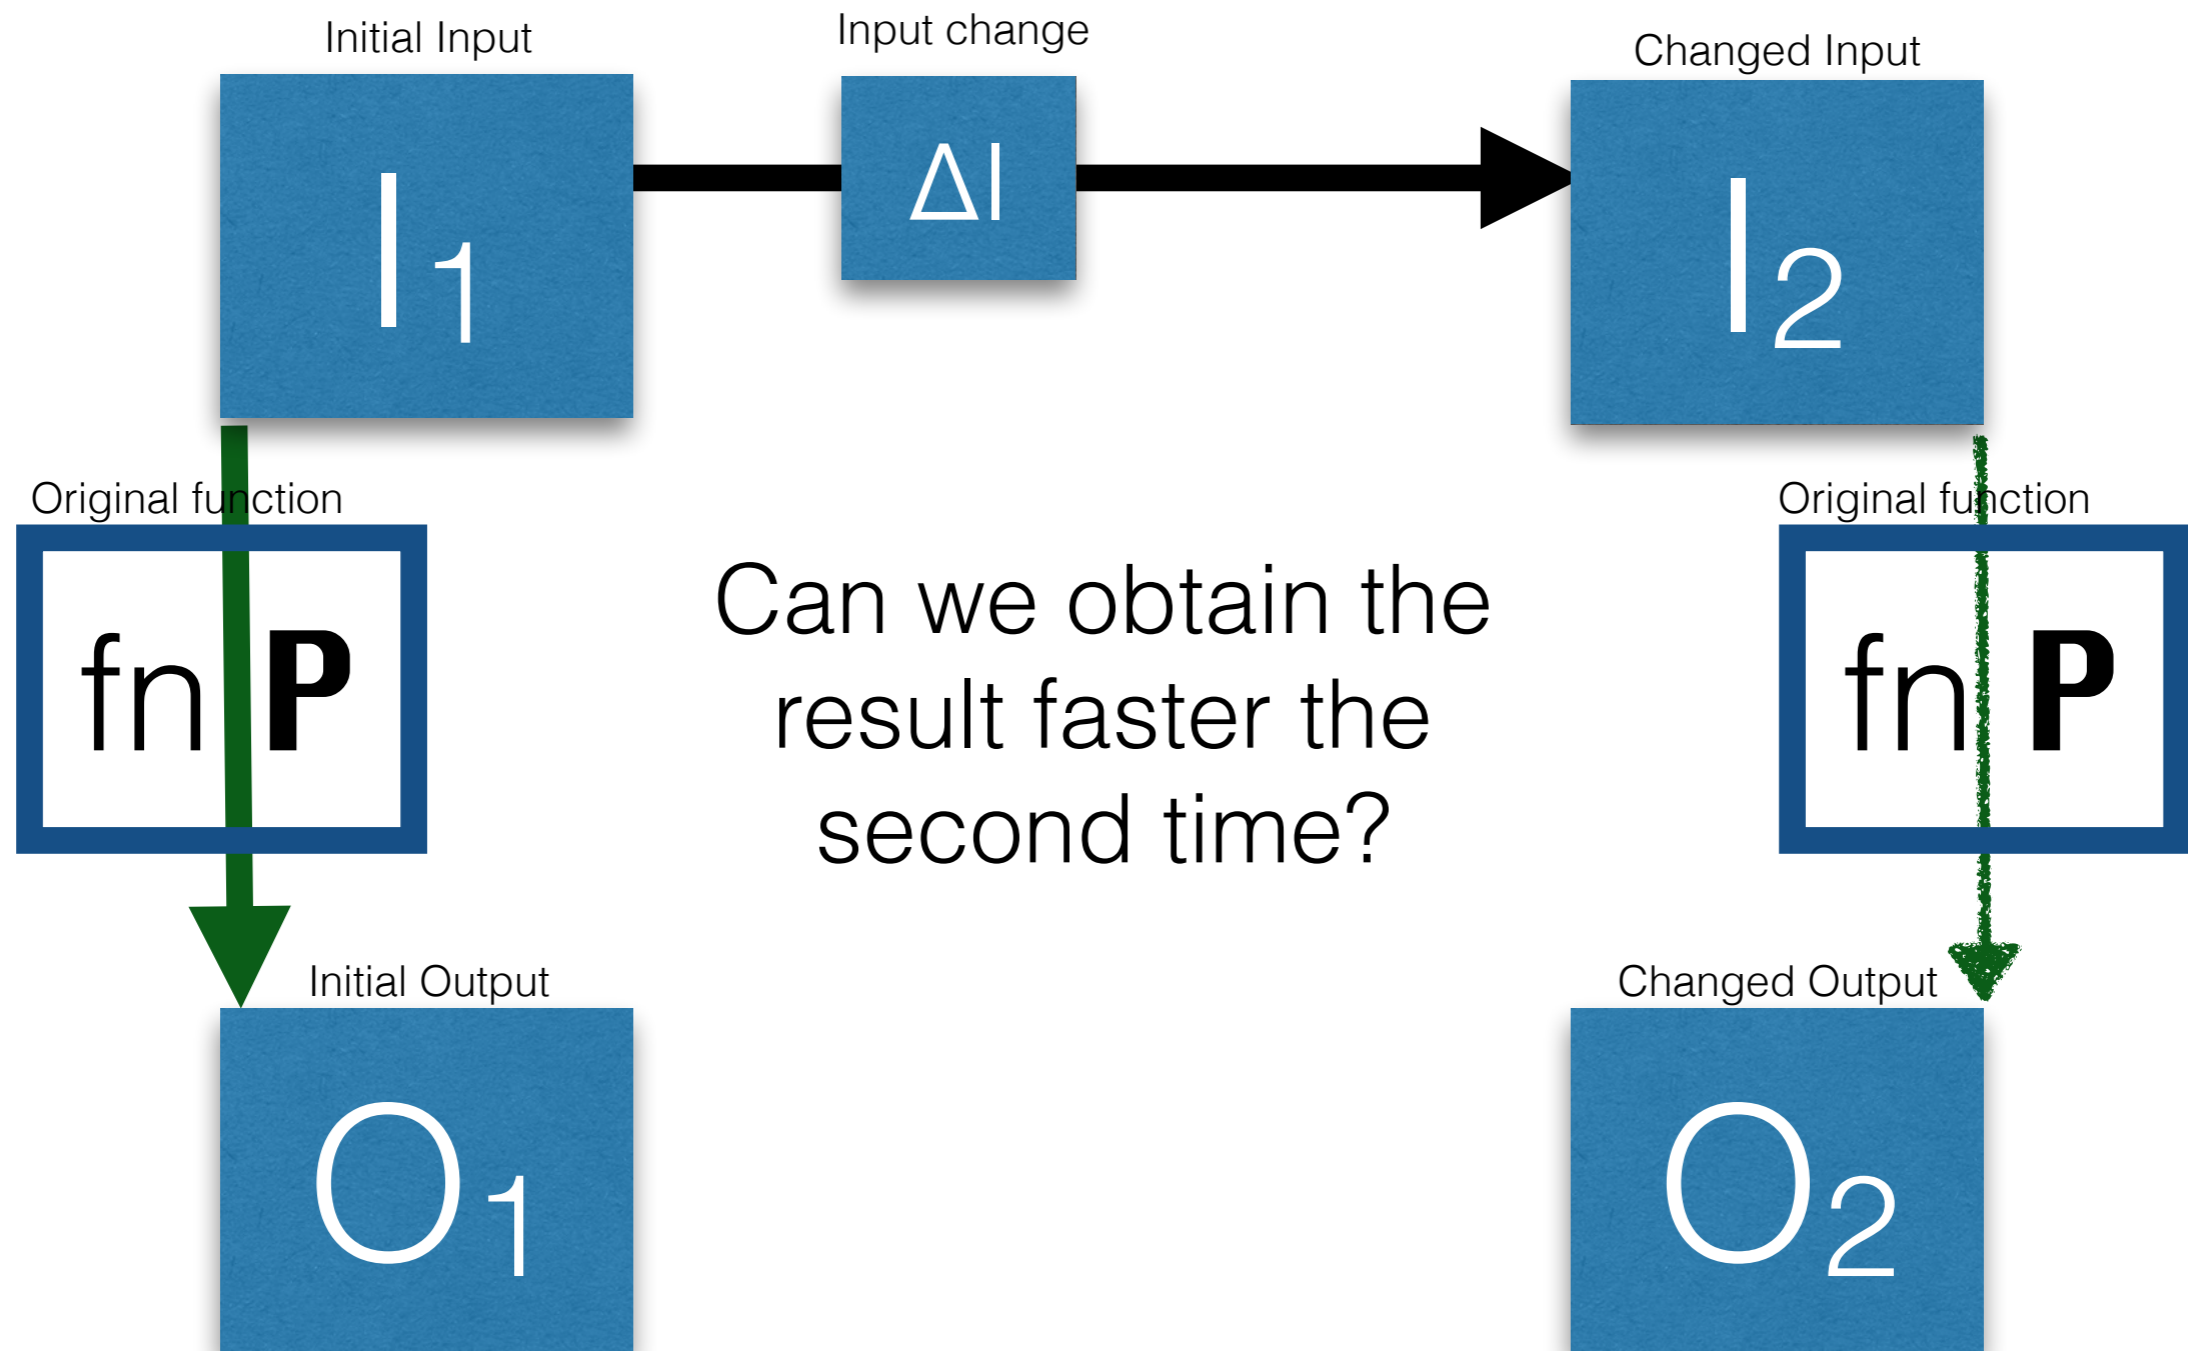 Initial Input
Input change
Changed Input
I₁
ΔI
I₂
Original function
Original function
fn P
fn P
Can we obtain the
result faster the
second time?
Initial Output
Changed Output
O₁
O₂